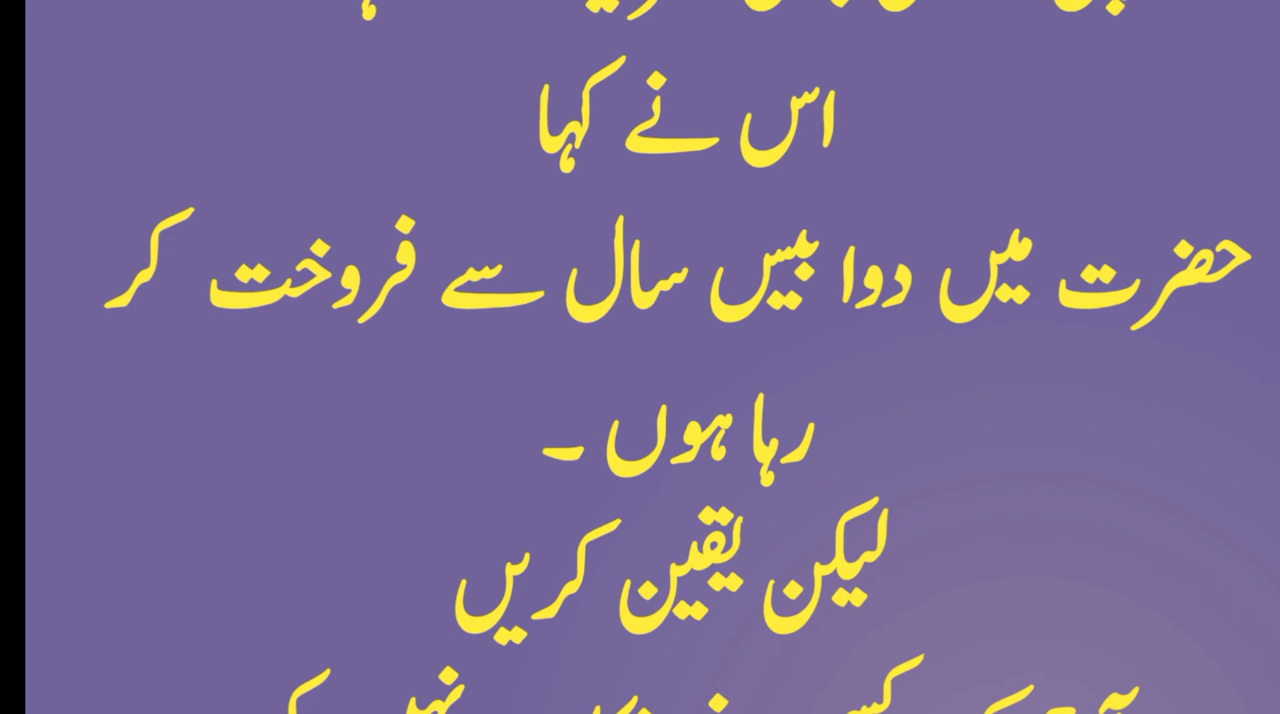 اس نے کہا
حضرت میں دوا بیس سال سے فروخت کر
رہا ہوں ۔
لیکن یقین کریں